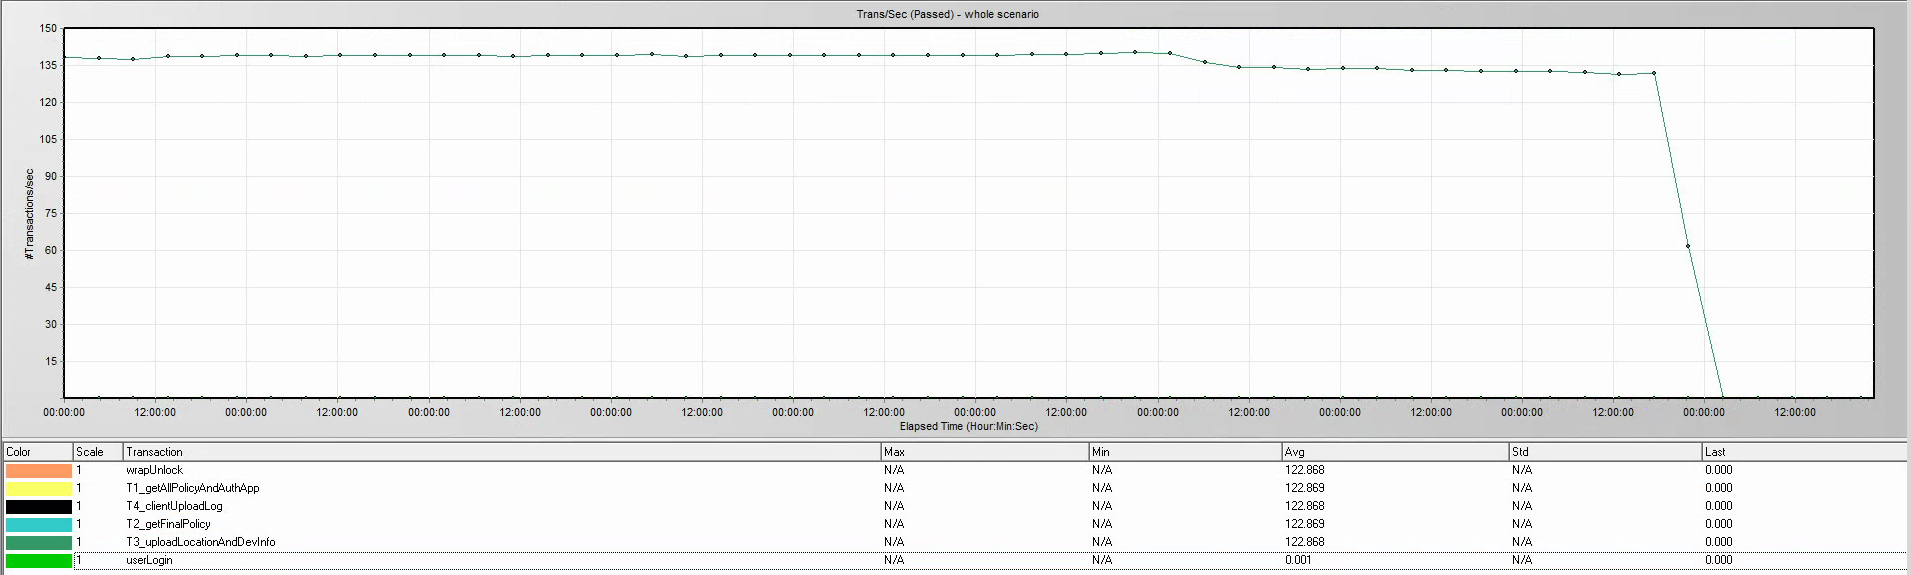 Trans/Sec (Passed) - whole scenario
150
135
120
105
90
75
60
45
30
15
#Transactions/sec
00:00:00 12:00:00 00:00:00 12:00:00 00:00:00 12:00:00 00:00:00 12:00:00 00:00:00 12:00:00 00:00:00 12:00:00 00:00:00 12:00:00 00:00:00 12:00:00 00:00:00 12:00:00 00:00:00 12:00:00
Elapsed Time (Hour:Min:Sec)
Color Scale Transaction Max Min Avg Std Last
1 wrapUnlock N/A N/A 122.868 N/A 0.000
1 T1_getAllPolicyAndAuthApp N/A N/A 122.869 N/A 0.000
1 T4_clientUploadLog N/A N/A 122.868 N/A 0.000
1 T2_getFinalPolicy N/A N/A 122.869 N/A 0.000
1 T3_uploadLocationAndDevInfo N/A N/A 122.868 N/A 0.000
1 userLogin N/A N/A 0.001 N/A 0.000